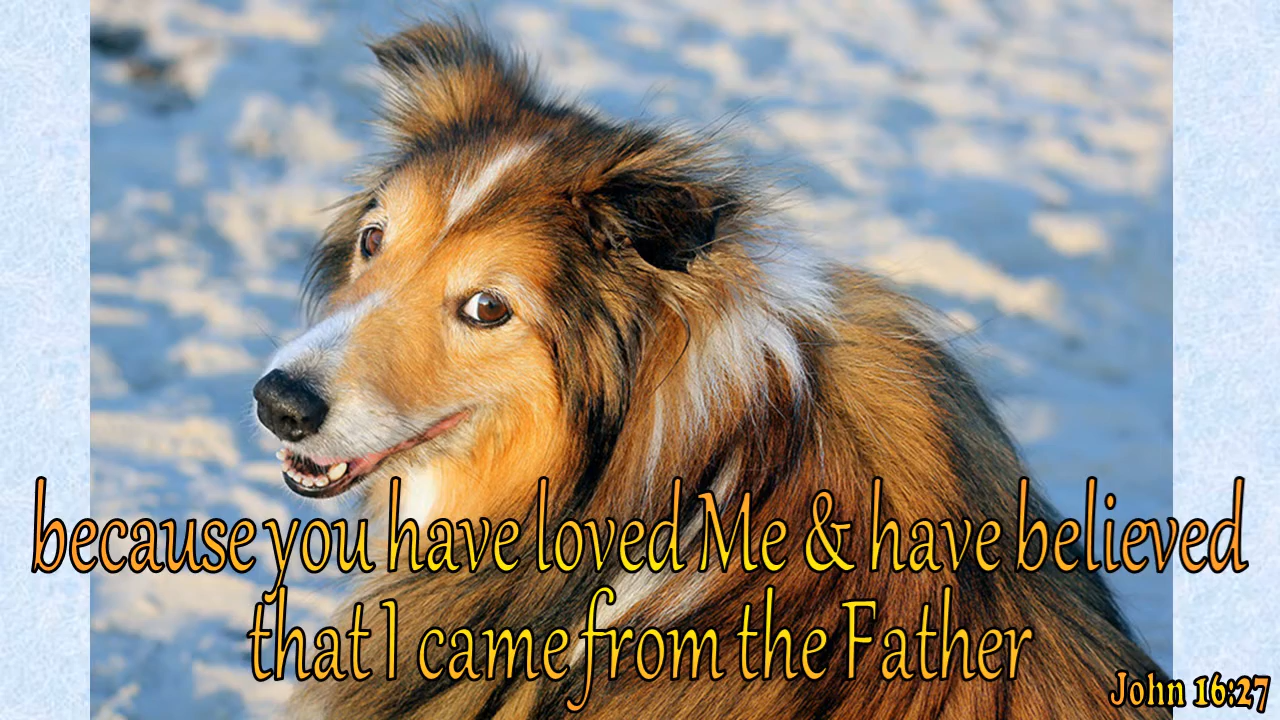 because you have loved Me & have believed
that I came from the Father
John 16:27